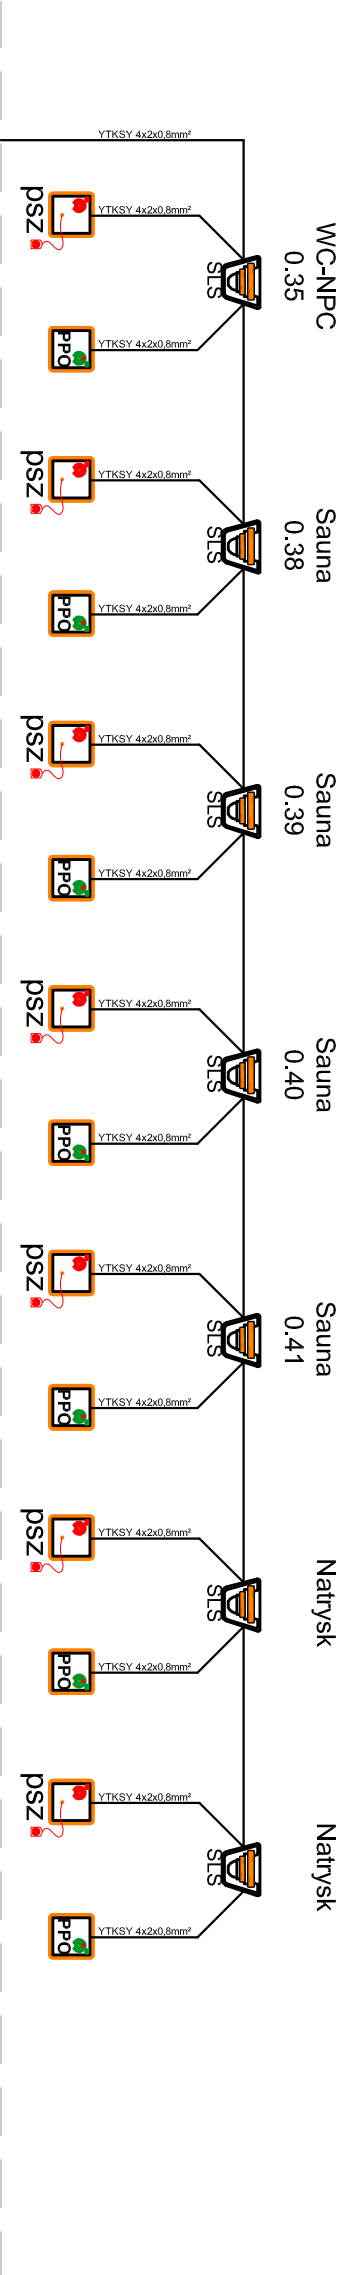 YTKSY 4x2x0,8mm²
WC-NPC
0.35
YTKSY 4x2x0,8mm²
psz
SLS
YTKSY 4x2x0,8mm²
PPO
Sauna
0.38
YTKSY 4x2x0,8mm²
psz
SLS
YTKSY 4x2x0,8mm²
PPO
Sauna
0.39
YTKSY 4x2x0,8mm²
psz
SLS
YTKSY 4x2x0,8mm²
PPO
Sauna
0.40
YTKSY 4x2x0,8mm²
psz
SLS
YTKSY 4x2x0,8mm²
PPO
Sauna
0.41
YTKSY 4x2x0,8mm²
psz
SLS
YTKSY 4x2x0,8mm²
PPO
Natrysk
YTKSY 4x2x0,8mm²
psz
SLS
YTKSY 4x2x0,8mm²
PPO
Natrysk
YTKSY 4x2x0,8mm²
psz
SLS
YTKSY 4x2x0,8mm²
PPO